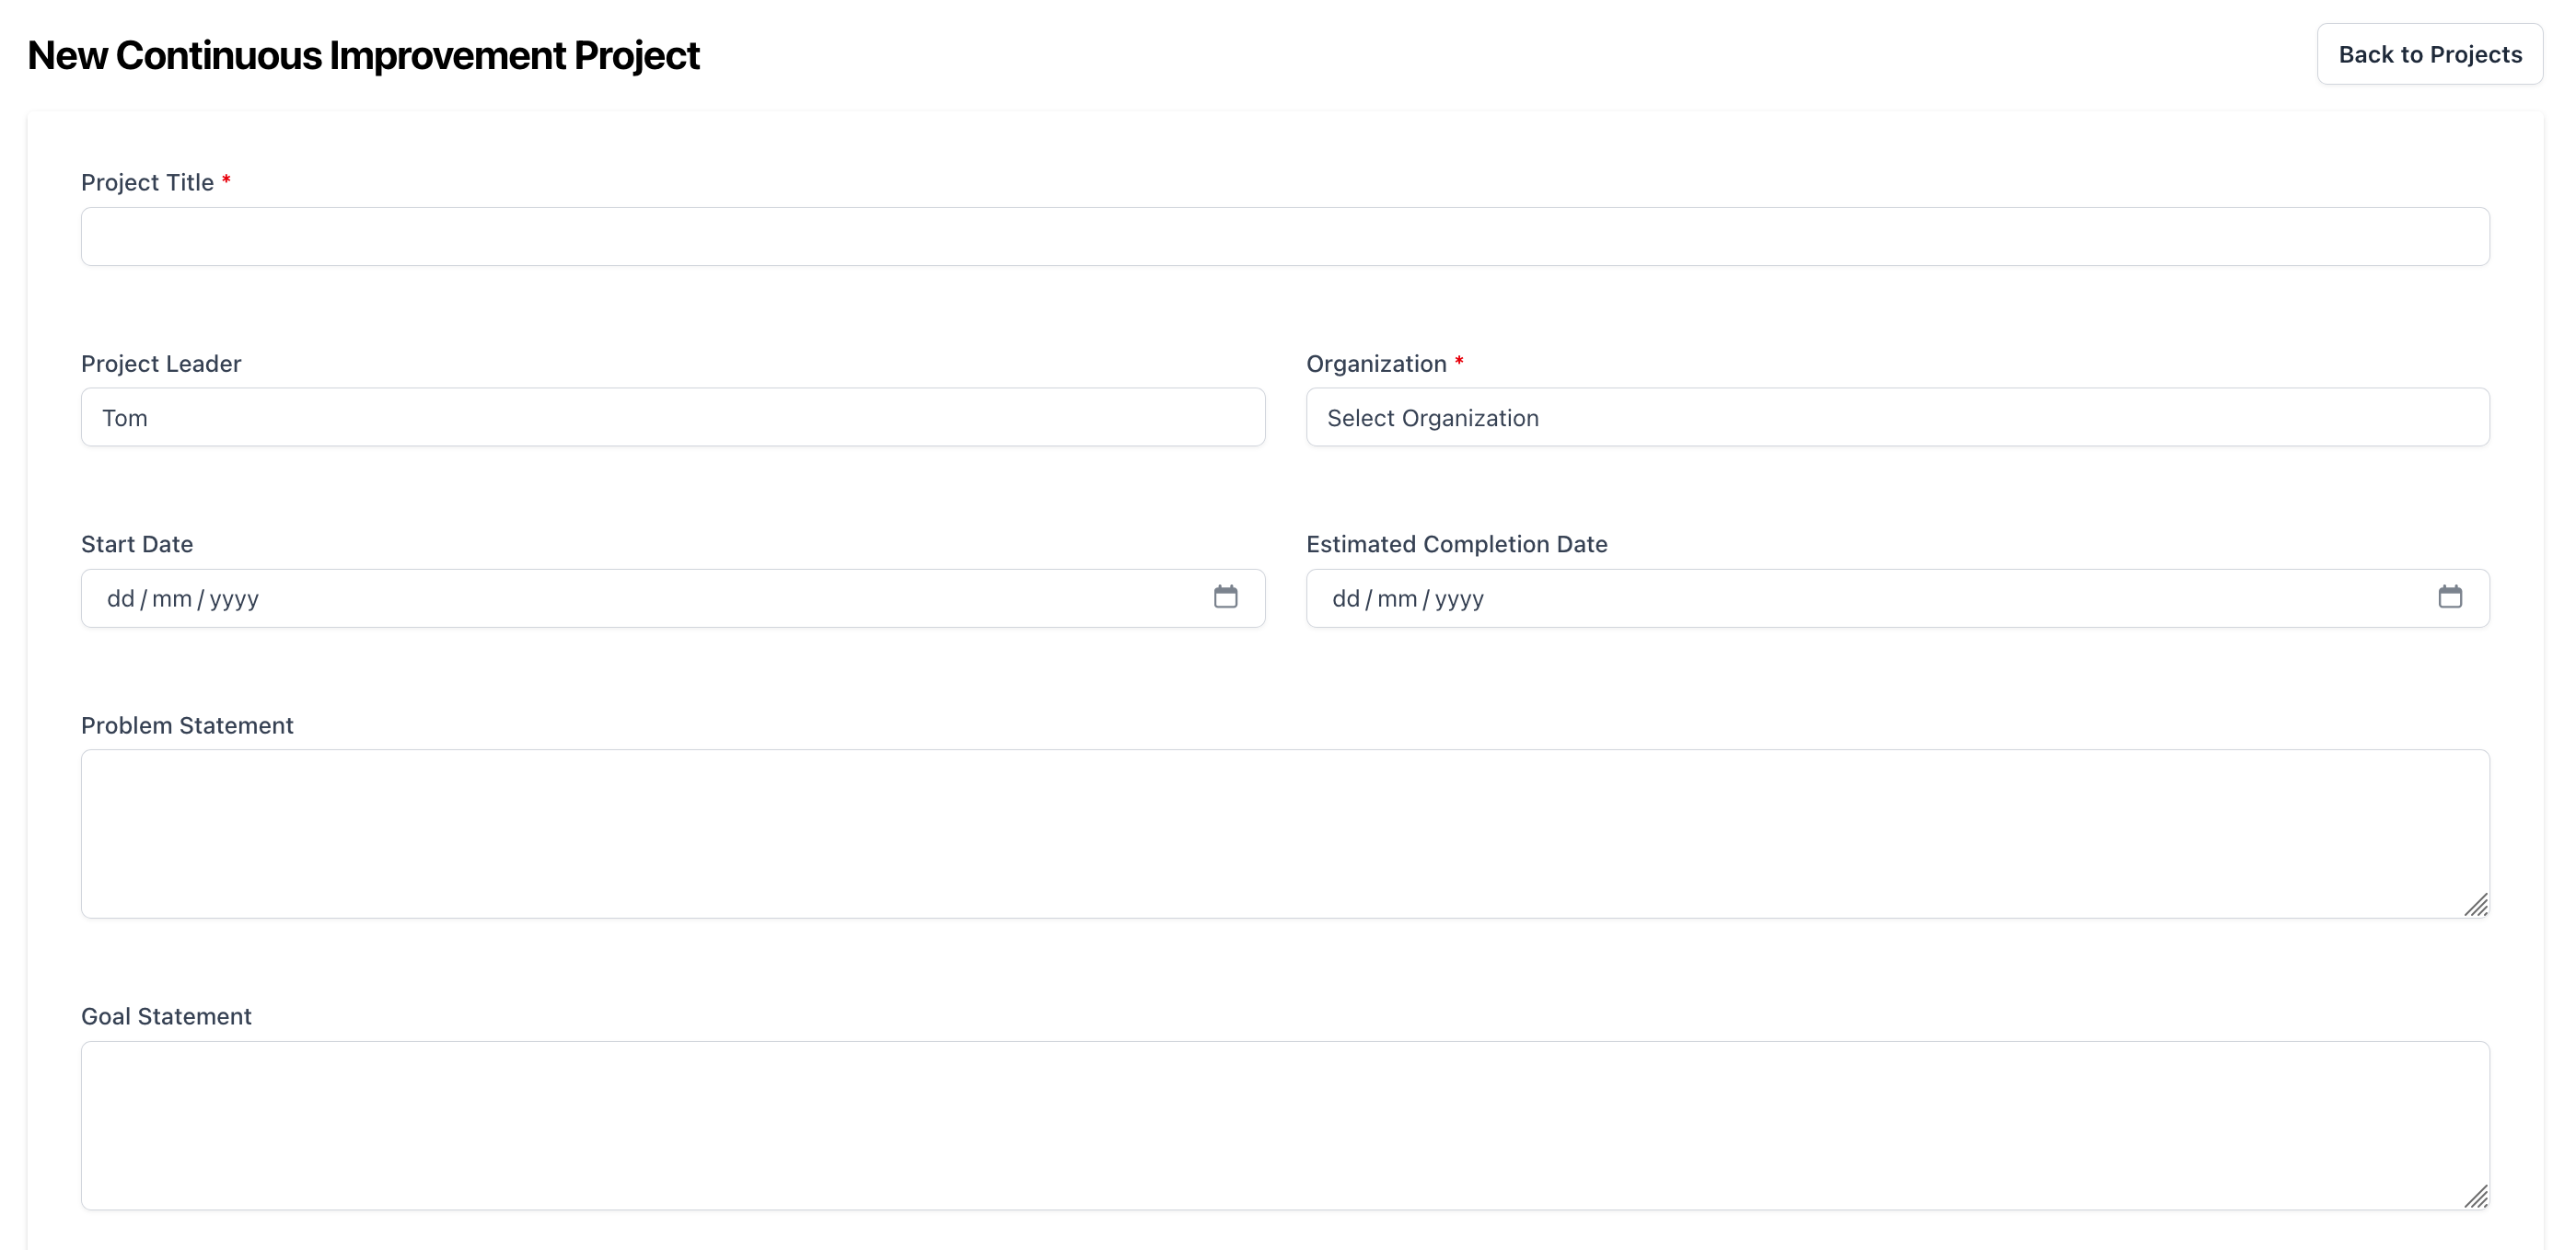 New Continuous Improvement Project
Back to Projects
Project Title *
Project Leader
Organization *
Tom
Select Organization
Start Date
Estimated Completion Date
dd / mm / yyyy
dd / mm / yyyy
Problem Statement
Goal Statement